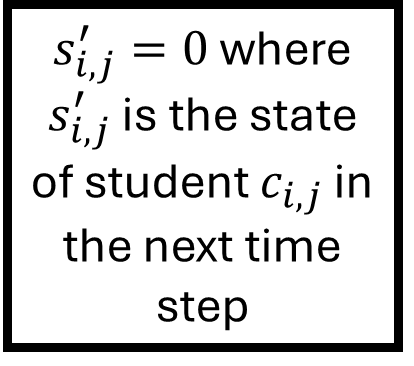 s′ᵢ,ⱼ = 0 where
s′ᵢ,ⱼ is the state
of student cᵢ,ⱼ in
the next time
step